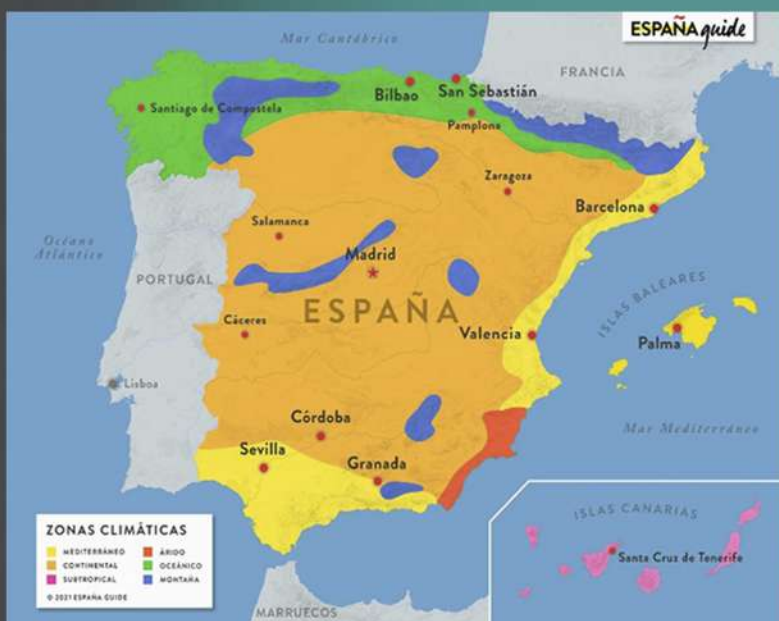 ESPAÑA guide
Mar Cantábrico
FRANCIA
Santiago de Compostela
Bilbao
San Sebastián
Pamplona
Zaragoza
Barcelona
Salamanca
Océano
Atlántico
Madrid
PORTUGAL
ESPAÑA
ISLAS BALEARES
Cáceres
Valencia
Palma
Lisboa
Córdoba
Mar Mediterráneo
Sevilla
Granada
ISLAS CANARIAS
Santa Cruz de Tenerife
ZONAS CLIMÁTICAS
MEDITERRÁNEO
ÁRIDO
CONTINENTAL
OCEÁNICO
SUBTROPICAL
MONTAÑA
© 2021 ESPAÑA GUIDE
MARRUECOS